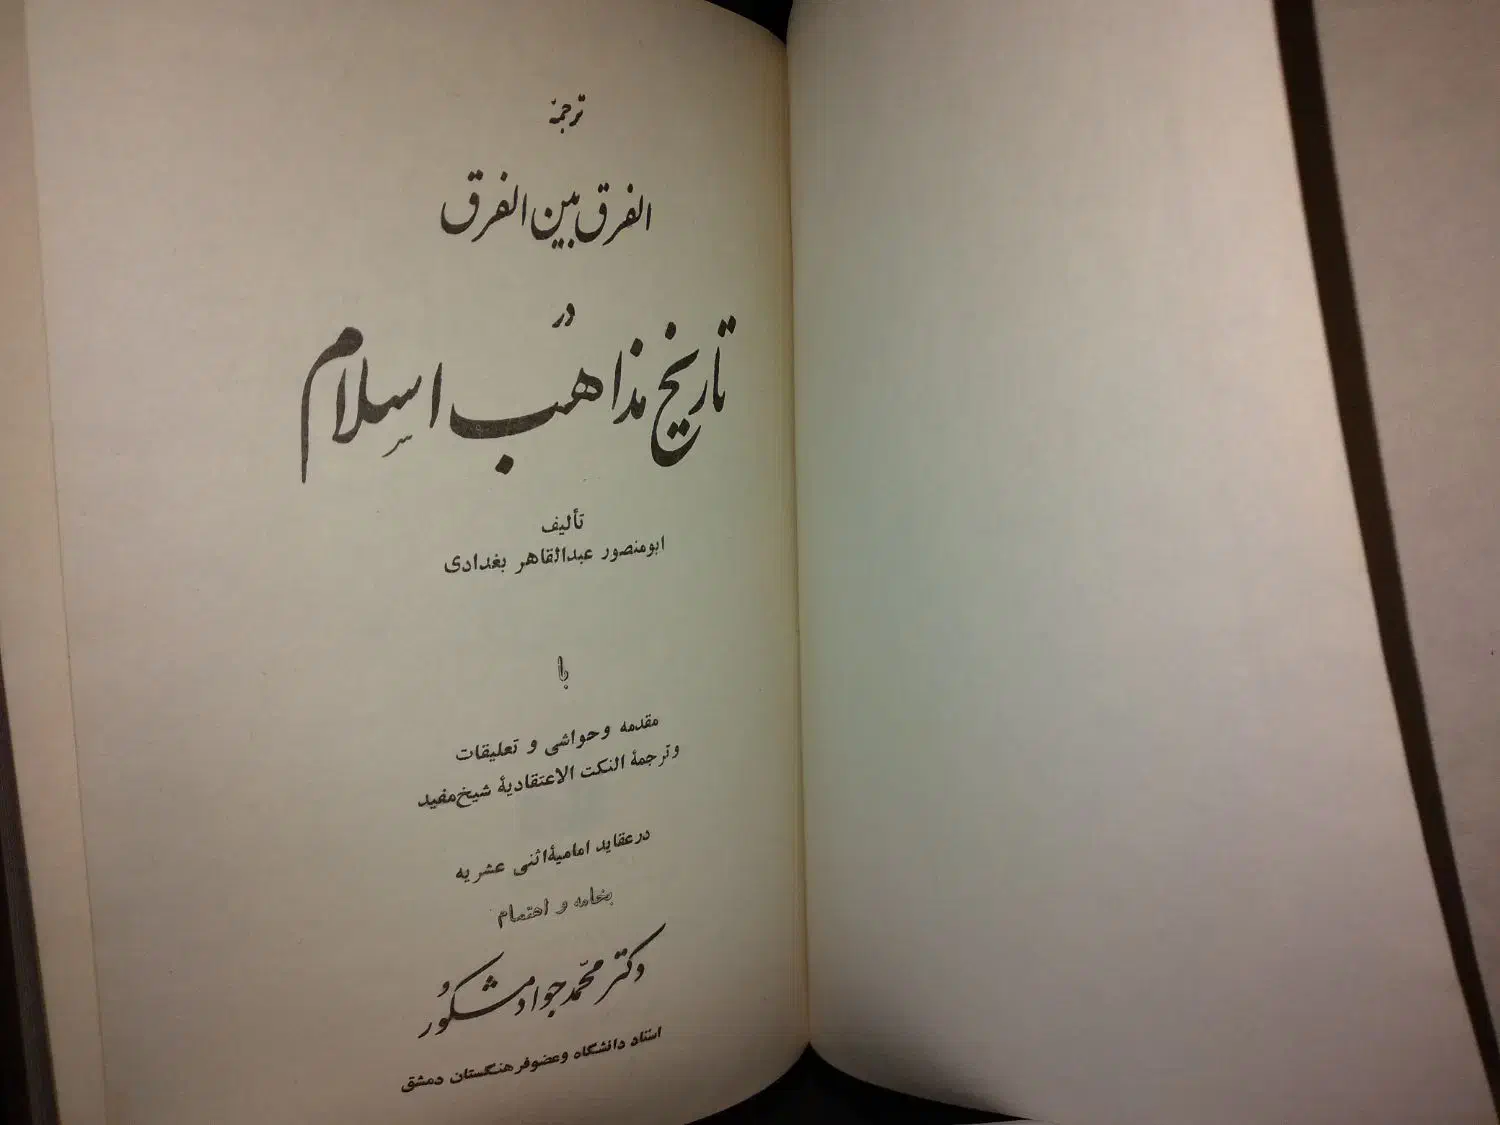 ترجمهٔ
الفرق بین الفرق
در
تاریخ مذاهب اسلام
تألیف
ابومنصور عبدالقاهر بغدادی
با
مقدمه وحواشی و تعلیقات
وترجمهٔ النکت الاعتقادیهٔ شیخ‌مفید
درعقاید امامیهٔ اثنی عشریه
بخامه و اهتمام
دکتر محمّد جواد مشکور
استاد دانشگاه وعضوفرهنگستان دمشق